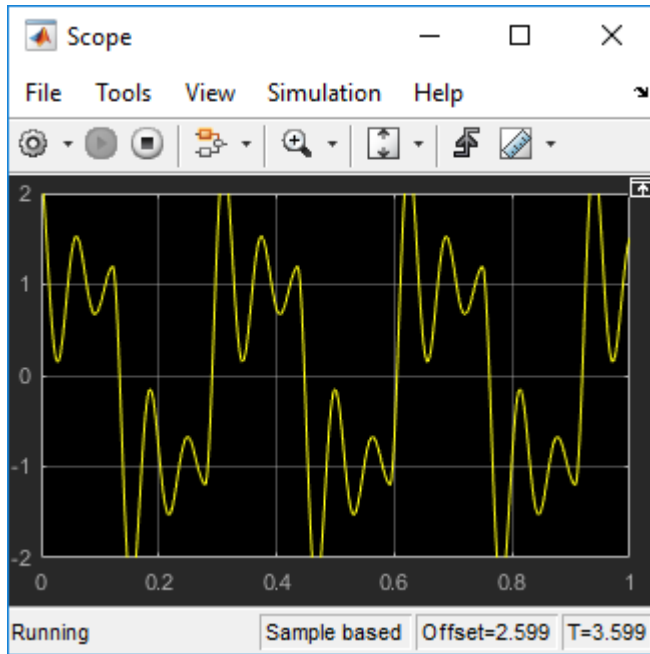 Scope
File Tools View Simulation Help
2
1
0
-1
-2
0 0.2 0.4 0.6 0.8 1
Running Sample based Offset=2.599 T=3.599